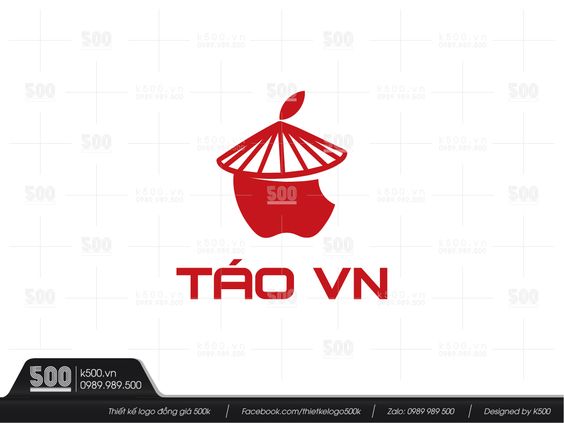 TÁO VN
500
k500.vn
0989.989.500
Thiết kế logo đồng giá 500k
Facebook.com/thietkelogo500k
Zalo: 0989 989 500
Designed by K500